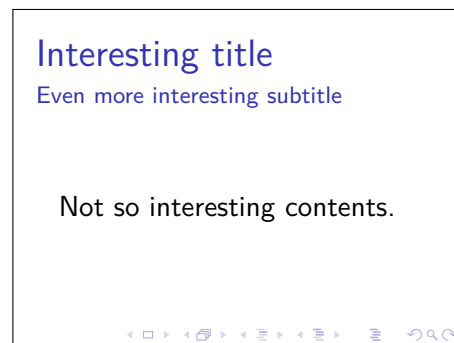 Interesting title
Even more interesting subtitle
Not so interesting contents.